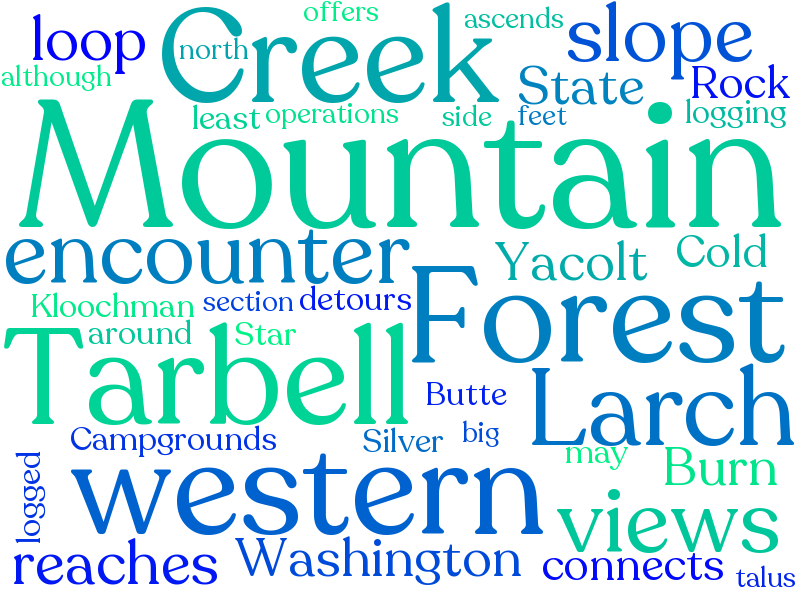 offers
ascends
loop
Creek
slope
north
although
State
Rock
least
operations
side
feet
logging
Mountain
encounter
Yacolt
Cold
Kloochman
section
detours
Forest
around
Star
Tarbell
Butte
Larch
Campgrounds
Silver
big
may
Burn
logged
western
views
reaches
Washington
connects
talus